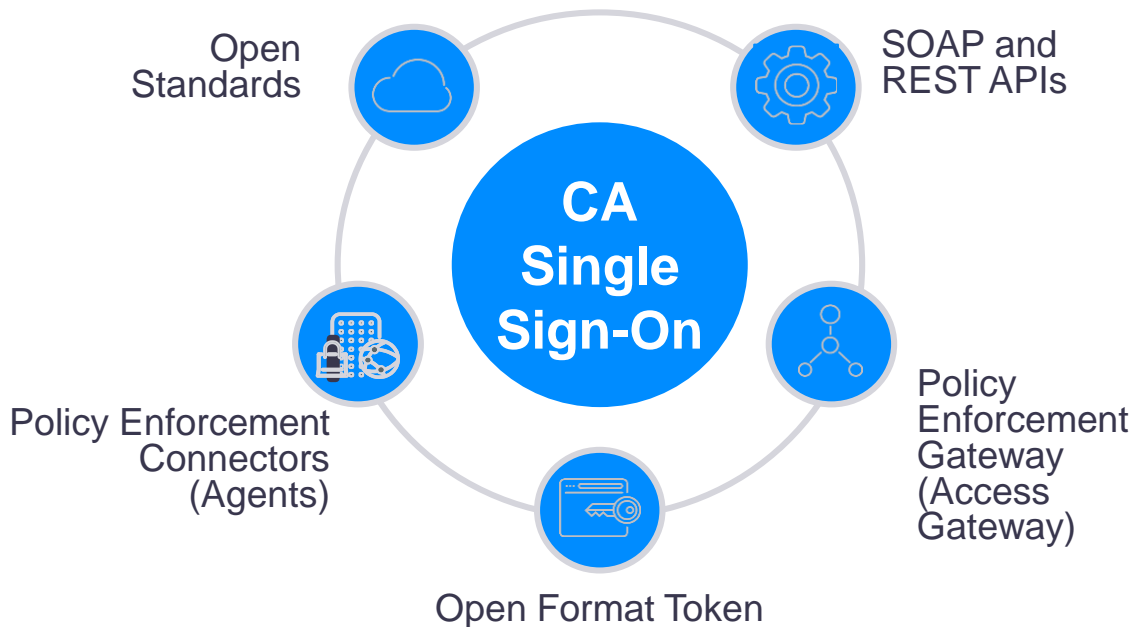 Open
Standards
SOAP and
REST APIs
CA
Single
Sign-On
Policy Enforcement
Connectors
(Agents)
Policy
Enforcement
Gateway
(Access
Gateway)
Open Format Token